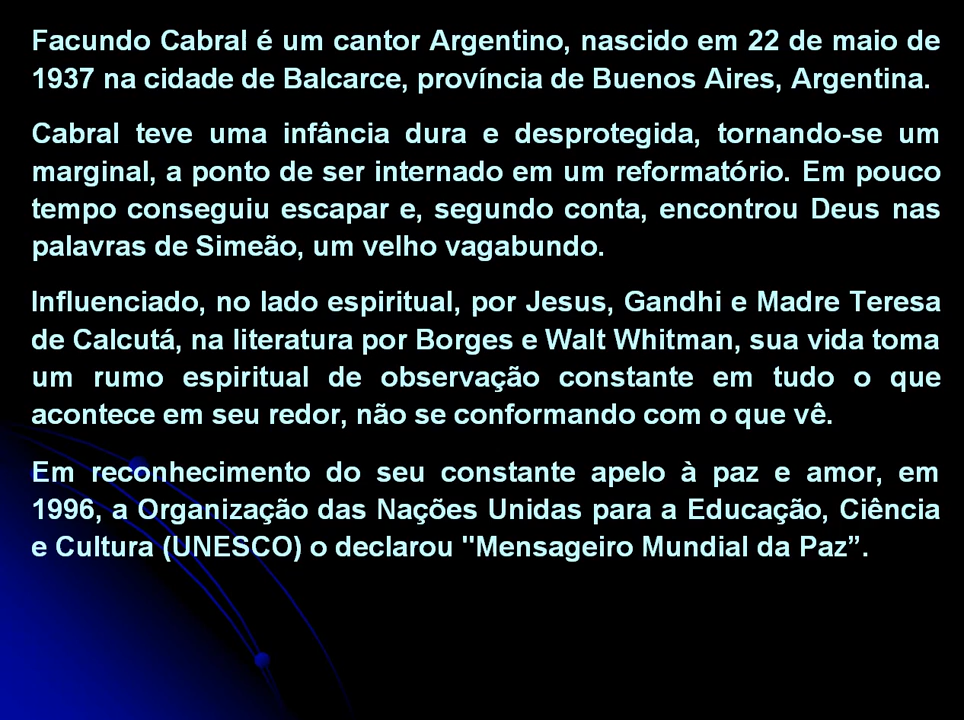 Facundo Cabral é um cantor Argentino, nascido em 22 de maio de
1937 na cidade de Balcarce, província de Buenos Aires, Argentina.
Cabral teve uma infância dura e desprotegida, tornando-se um
marginal, a ponto de ser internado em um reformatório. Em pouco
tempo conseguiu escapar e, segundo conta, encontrou Deus nas
palavras de Simeão, um velho vagabundo.
Influenciado, no lado espiritual, por Jesus, Gandhi e Madre Teresa
de Calcutá, na literatura por Borges e Walt Whitman, sua vida toma
um rumo espiritual de observação constante em tudo o que
acontece em seu redor, não se conformando com o que vê.
Em reconhecimento do seu constante apelo à paz e amor, em
1996, a Organização das Nações Unidas para a Educação, Ciência
e Cultura (UNESCO) o declarou "Mensageiro Mundial da Paz”.